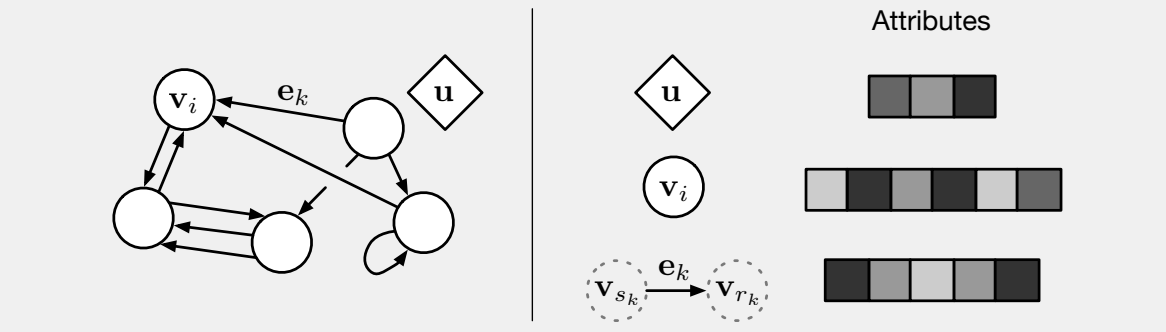 Attributes
e_k
v_i
u
u
v_i
e_k
v_{s_k} v_{r_k}